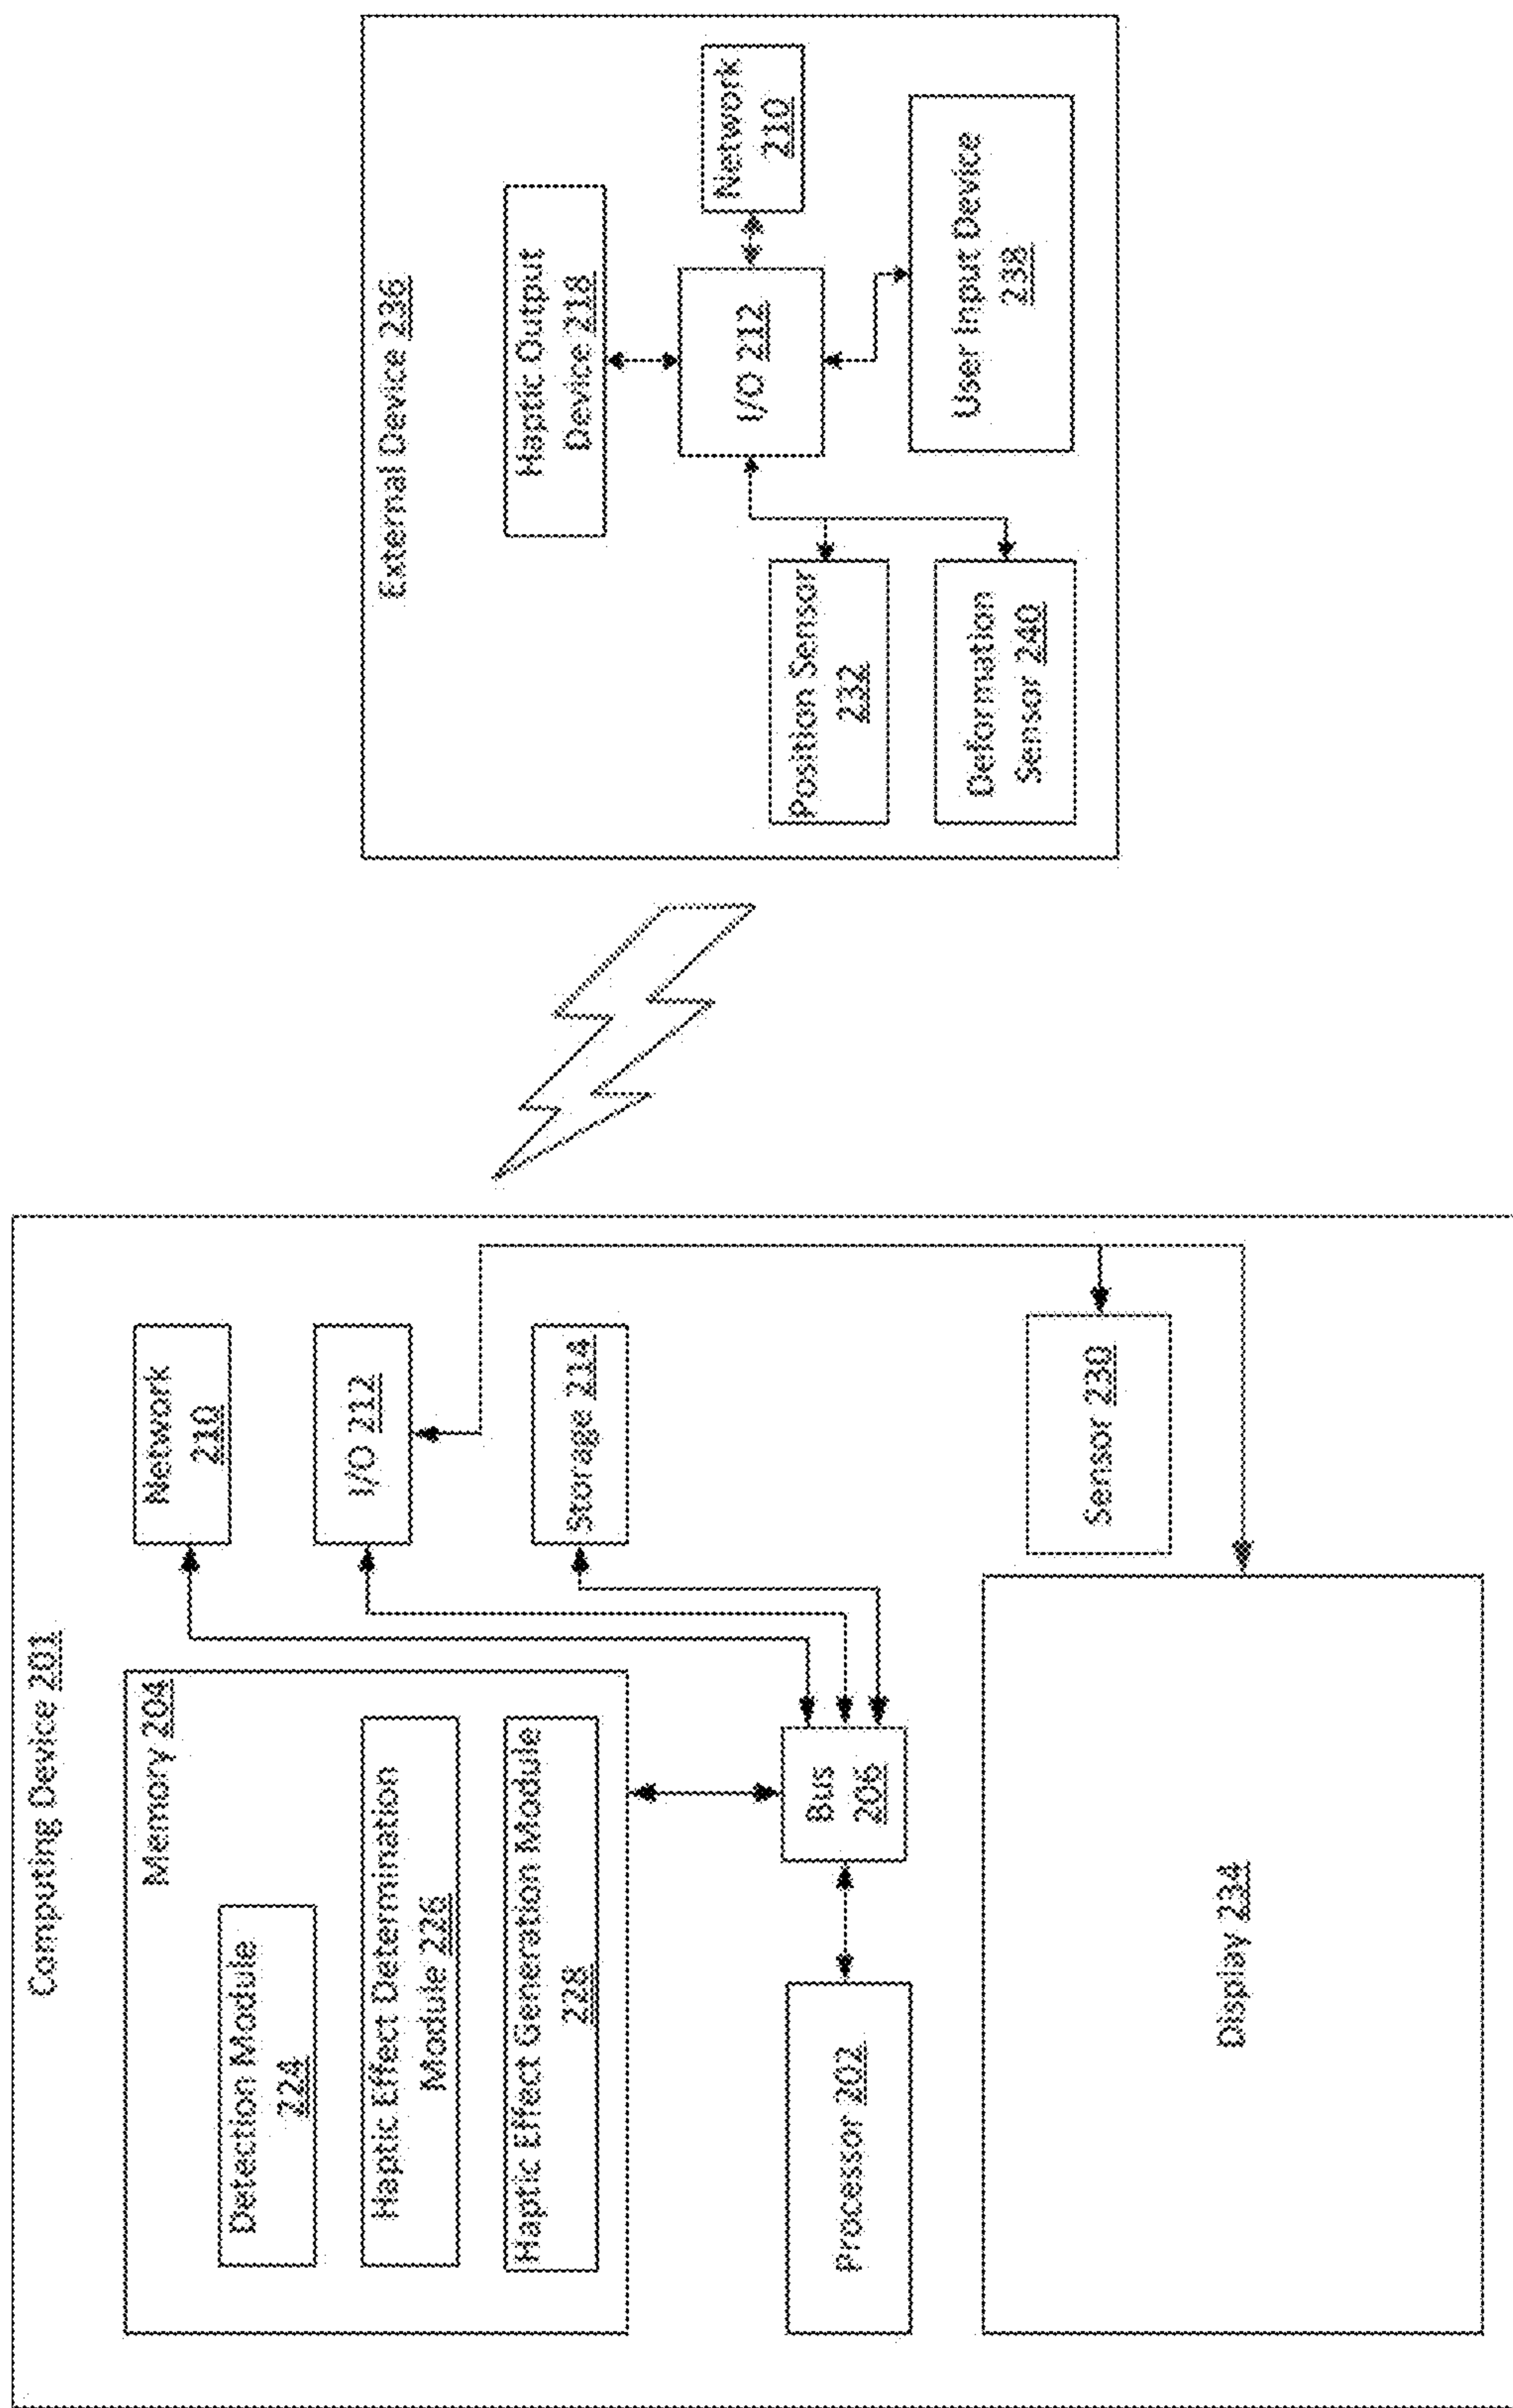 Computing Device 201
Memory 204
Detection Module
224
Haptic Effect Determination
Module 226
Haptic Effect Generation Module
228
Network
210
I/O 212
Storage 214
Processor 202
Bus
206
Sensor 230
Display 234
External Device 236
Haptic Output
Device 218
I/O 212
Network
210
Position Sensor
232
Deformation
Sensor 240
User Input Device
238